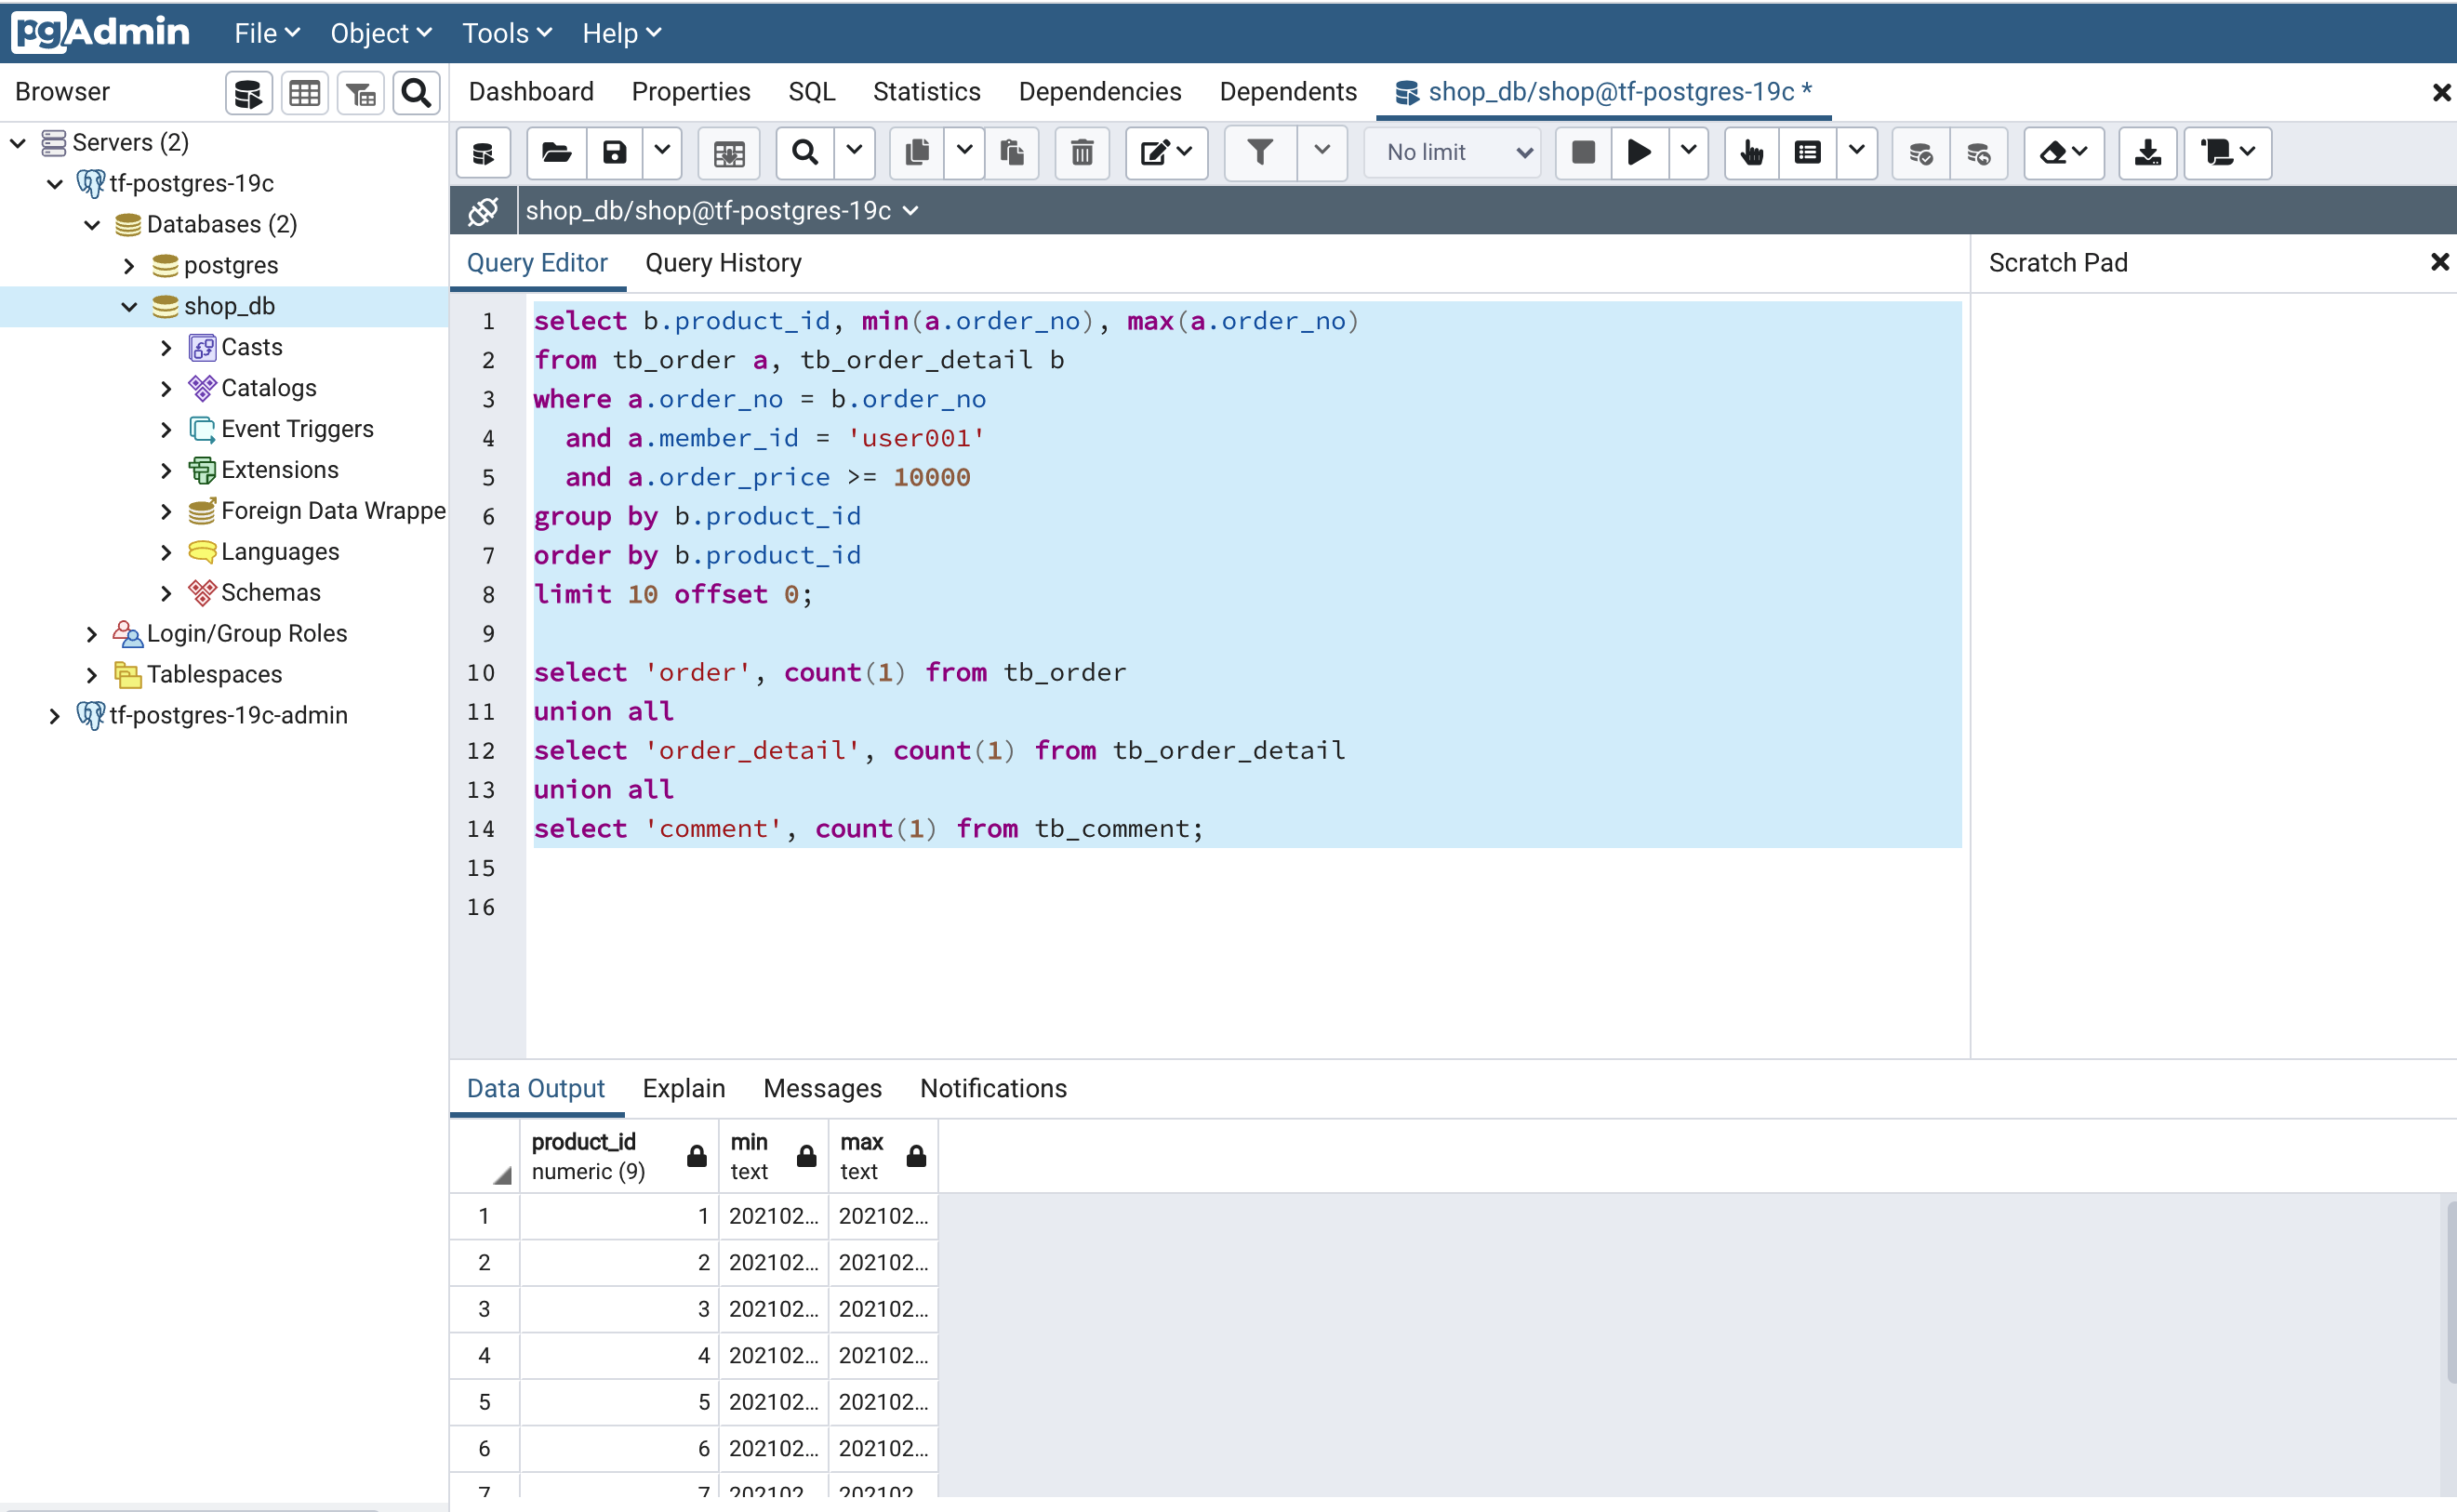 pgAdmin File Object Tools Help
Browser
Dashboard Properties SQL Statistics Dependencies Dependents shop_db/shop@tf-postgres-19c *
Servers (2)
tf-postgres-19c
Databases (2)
postgres
shop_db
Casts
Catalogs
Event Triggers
Extensions
Foreign Data Wrappe
Languages
Schemas
Login/Group Roles
Tablespaces
tf-postgres-19c-admin
No limit
shop_db/shop@tf-postgres-19c
Query Editor Query History
Scratch Pad
1 select b.product_id, min(a.order_no), max(a.order_no)
2 from tb_order a, tb_order_detail b
3 where a.order_no = b.order_no
4 and a.member_id = 'user001'
5 and a.order_price >= 10000
6 group by b.product_id
7 order by b.product_id
8 limit 10 offset 0;
9
10 select 'order', count(1) from tb_order
11 union all
12 select 'order_detail', count(1) from tb_order_detail
13 union all
14 select 'comment', count(1) from tb_comment;
15
16
Data Output Explain Messages Notifications
product_id min max
numeric (9) text text
1 1 202102... 202102...
2 2 202102... 202102...
3 3 202102... 202102...
4 4 202102... 202102...
5 5 202102... 202102...
6 6 202102... 202102...
7 7 202102 202102